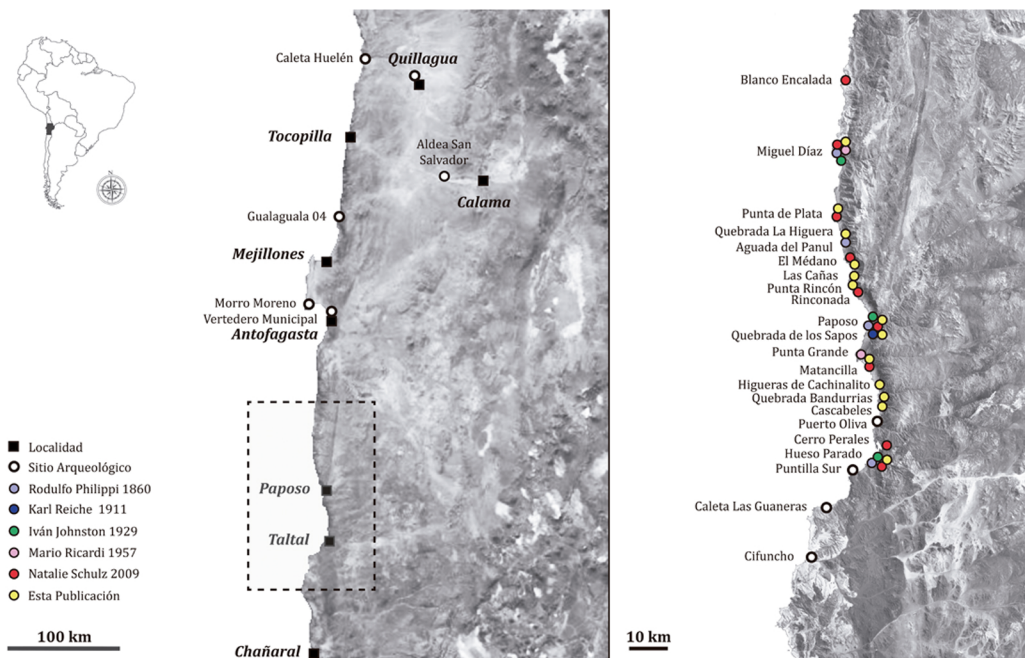 Caleta Huelén
Quillagua
Tocopilla
Aldea San
Salvador
Calama
Gualaguala 04
Mejillones
Morro Moreno
Vertedero Municipal
Antofagasta
Paposo
Taltal
Chañaral
Localidad
Sitio Arqueológico
Rodulfo Philippi 1860
Karl Reiche 1911
Iván Johnston 1929
Mario Ricardi 1957
Natalie Schulz 2009
Esta Publicación
100 km
Blanco Encalada
Miguel Díaz
Punta de Plata
Quebrada La Higuera
Aguada del Panul
El Médano
Las Cañas
Punta Rincón
Rinconada
Paposo
Quebrada de los Sapos
Punta Grande
Matancilla
Higueras de Cachinalito
Quebrada Bandurrias
Cascabeles
Puerto Oliva
Cerro Perales
Hueso Parado
Puntilla Sur
Caleta Las Guaneras
Cifuncho
10 km